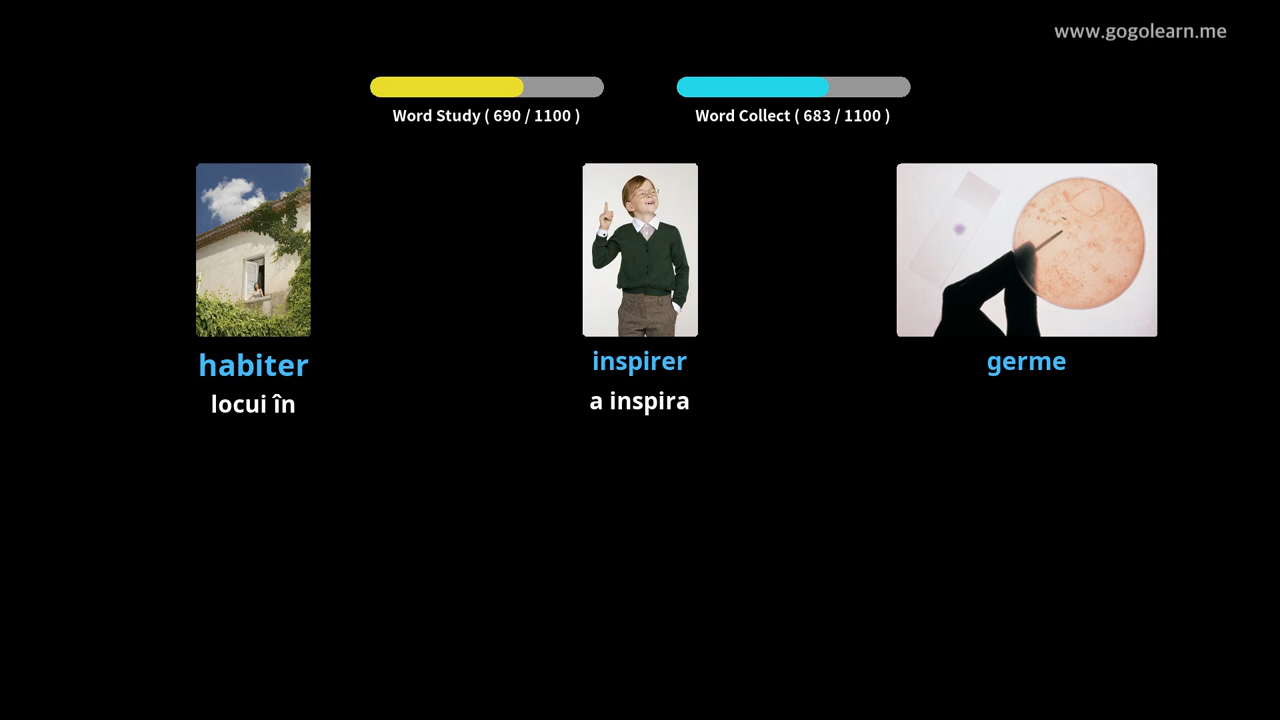 www.gogolearn.me
Word Study ( 690 / 1100 )
Word Collect ( 683 / 1100 )
habiter
locui în
inspirer
a inspira
germe